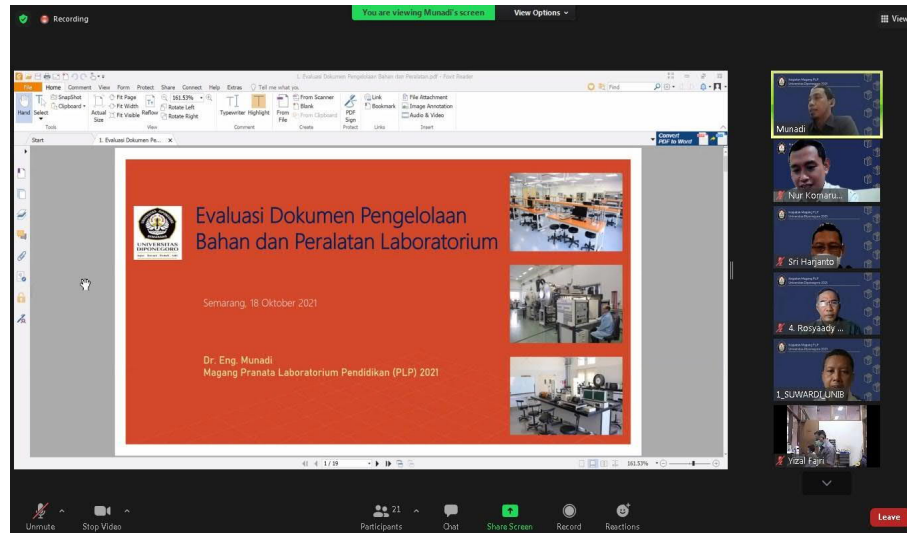 Recording
You are viewing Munadi's screen
View Options
View
1. Evaluasi Dokumen Pengelolaan Bahan dan Peralatan.pdf - Foxit Reader
File Home Comment View Form Protect Share Connect Help Extras Tell me what you
Find
Hand
Select
SnapShot
Clipboard
Actual Size
Fit Page
Fit Width
Fit Visible
Reflow
161.53%
Rotate Left
Rotate Right
Typewriter
Highlight
From File
From Scanner
Blank
From Clipboard
PDF Sign
Link
Bookmark
File Attachment
Image Annotation
Audio & Video
Tools
View
Comment
Create
Protect
Links
Insert
Start
1. Evaluasi Dokumen Pe...
Convert
PDF to Word
UNIVERSITAS
DIPONEGORO
Evaluasi Dokumen Pengelolaan
Bahan dan Peralatan Laboratorium
Semarang, 18 Oktober 2021
Dr. Eng. Munadi
Magang Pranata Laboratorium Pendidikan (PLP) 2021
1 / 19
161.53%
Munadi
Nur Komaru...
Sri Harjanto
4. Rosyaady ...
1_SUWARDI_UNIB
Yizal Fajri
Unmute
Stop Video
21
Participants
Chat
Share Screen
Record
Reactions
Leave